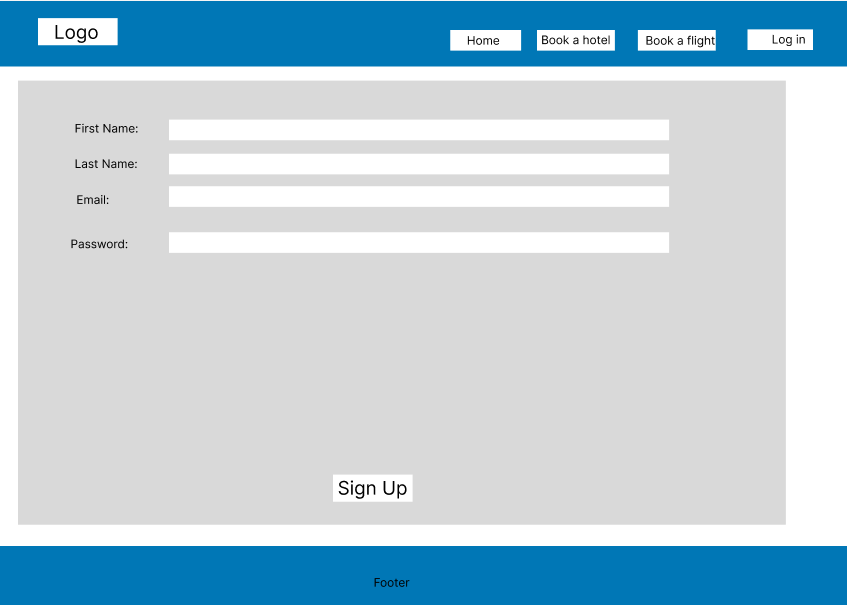 Logo
Home
Book a hotel
Book a flight
Log in
First Name:
Last Name:
Email:
Password:
Sign Up
Footer